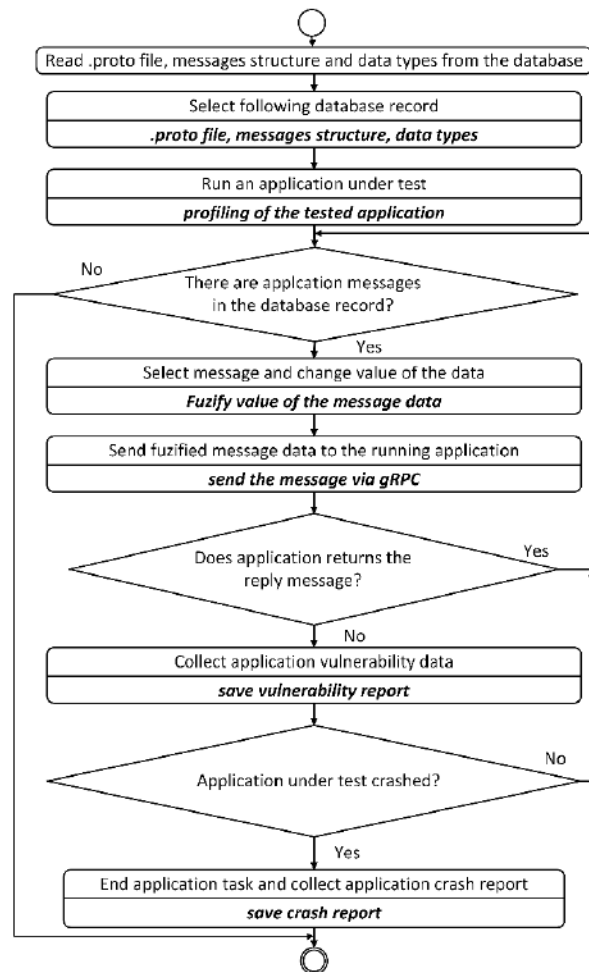 Read .proto file, messages structure and data types from the database
Select following database record
.proto file, messages structure, data types
Run an application under test
profiling of the tested application
No
There are applcation messages
in the database record?
Yes
Select message and change value of the data
Fuzify value of the message data
Send fuzified message data to the running application
send the message via gRPC
Does application returns the
reply message?
Yes
No
Collect application vulnerability data
save vulnerability report
Application under test crashed?
No
Yes
End application task and collect application crash report
save crash report